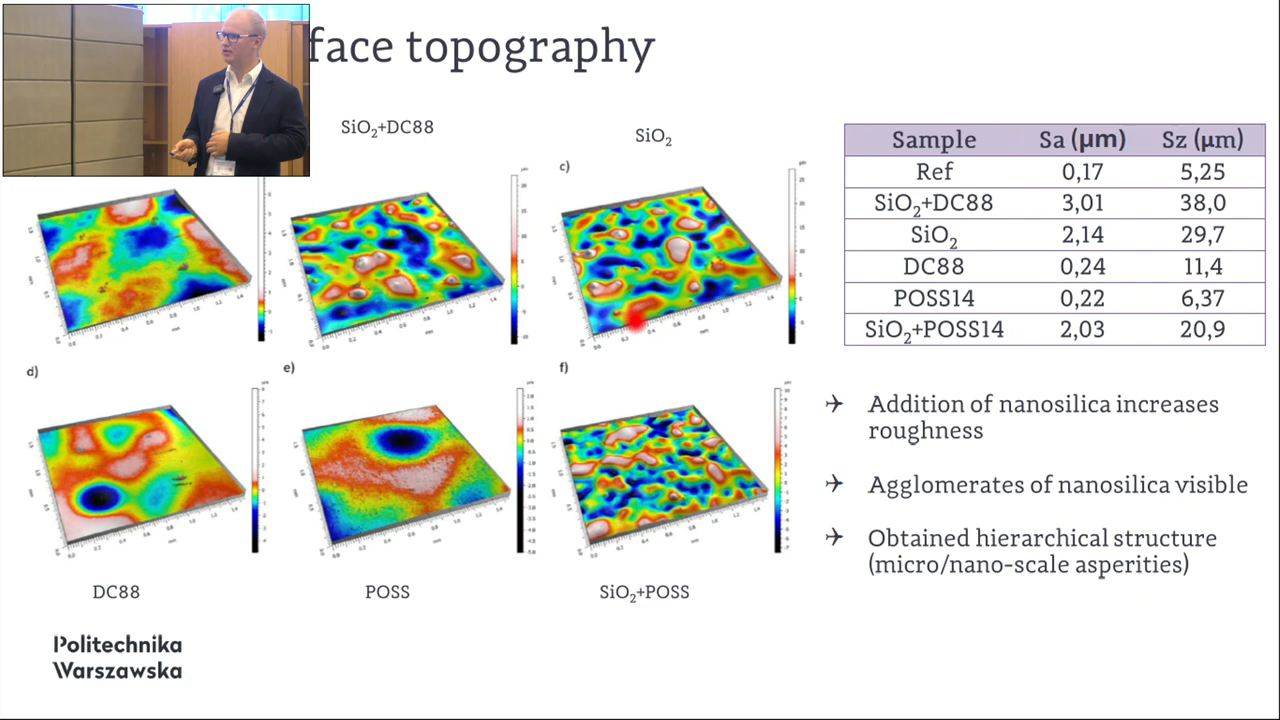 face topography
SiO₂+DC88
SiO₂
c)
Sample Sa (μm) Sz (μm)
Ref 0,17 5,25
SiO₂+DC88 3,01 38,0
SiO₂ 2,14 29,7
DC88 0,24 11,4
POSS14 0,22 6,37
SiO₂+POSS14 2,03 20,9
d)
e)
f)
Addition of nanosilica increases
roughness
Agglomerates of nanosilica visible
Obtained hierarchical structure
(micro/nano-scale asperities)
DC88
POSS
SiO₂+POSS
Politechnika
Warszawska